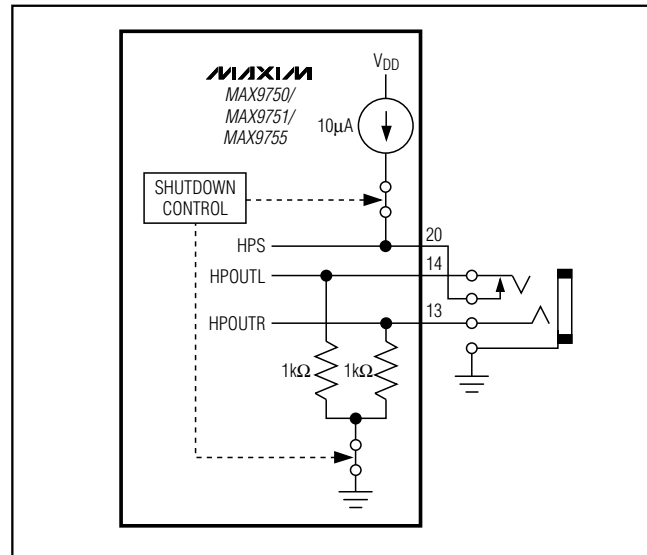 MAXIM
MAX9750/
MAX9751/
MAX9755
VDD
10μA
SHUTDOWN
CONTROL
HPS
20
HPOUTL
14
HPOUTR
13
1kΩ
1kΩ